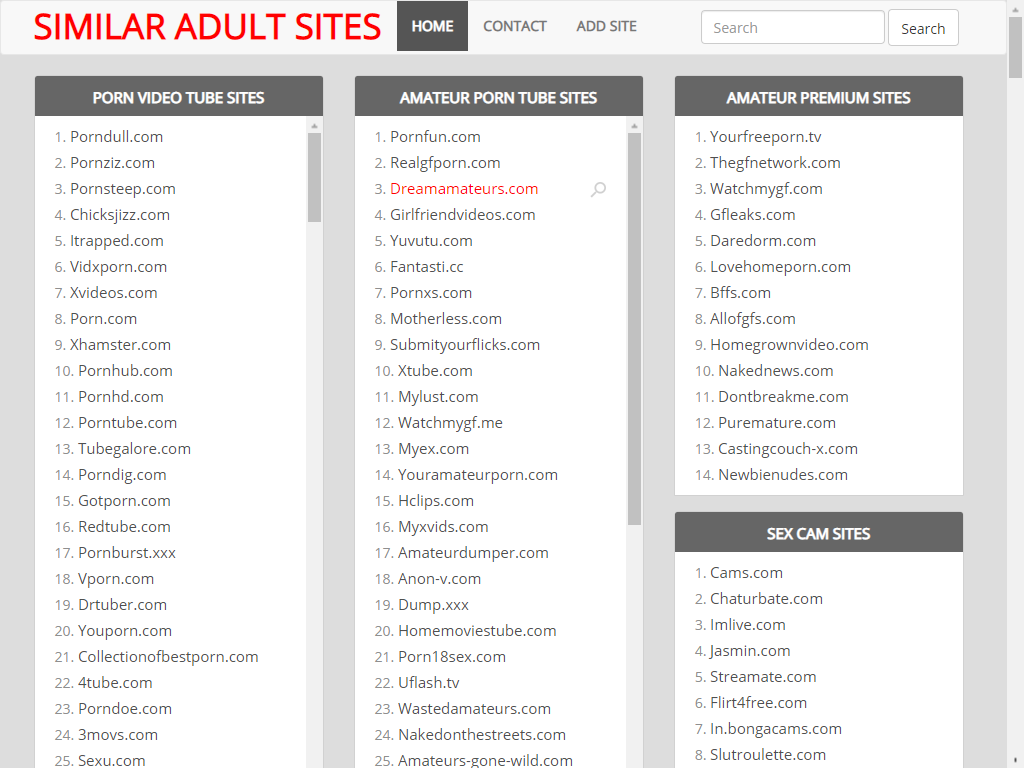 SIMILAR ADULT SITES
HOME
CONTACT
ADD SITE
Search
Search
PORN VIDEO TUBE SITES
1. Porndull.com
2. Pornziz.com
3. Pornsteep.com
4. Chicksjizz.com
5. Itrapped.com
6. Vidxporn.com
7. Xvideos.com
8. Porn.com
9. Xhamster.com
10. Pornhub.com
11. Pornhd.com
12. Porntube.com
13. Tubegalore.com
14. Porndig.com
15. Gotporn.com
16. Redtube.com
17. Pornburst.xxx
18. Vporn.com
19. Drtuber.com
20. Youporn.com
21. Collectionofbestporn.com
22. 4tube.com
23. Porndoe.com
24. 3movs.com
25. Sexu.com
AMATEUR PORN TUBE SITES
1. Pornfun.com
2. Realgfporn.com
3. Dreamamateurs.com
4. Girlfriendvideos.com
5. Yuvutu.com
6. Fantasti.cc
7. Pornxs.com
8. Motherless.com
9. Submityourflicks.com
10. Xtube.com
11. Mylust.com
12. Watchmygf.me
13. Myex.com
14. Youramateurporn.com
15. Hclips.com
16. Myxvids.com
17. Amateurdumper.com
18. Anon-v.com
19. Dump.xxx
20. Homemoviestube.com
21. Porn18sex.com
22. Uflash.tv
23. Wastedamateurs.com
24. Nakedonthestreets.com
25. Amateurs-gone-wild.com
AMATEUR PREMIUM SITES
1. Yourfreeporn.tv
2. Thegfnetwork.com
3. Watchmygf.com
4. Gfleaks.com
5. Daredorm.com
6. Lovehomeporn.com
7. Bffs.com
8. Allofgfs.com
9. Homegrownvideo.com
10. Nakednews.com
11. Dontbreakme.com
12. Puremature.com
13. Castingcouch-x.com
14. Newbienudes.com
SEX CAM SITES
1. Cams.com
2. Chaturbate.com
3. Imlive.com
4. Jasmin.com
5. Streamate.com
6. Flirt4free.com
7. In.bongacams.com
8. Slutroulette.com